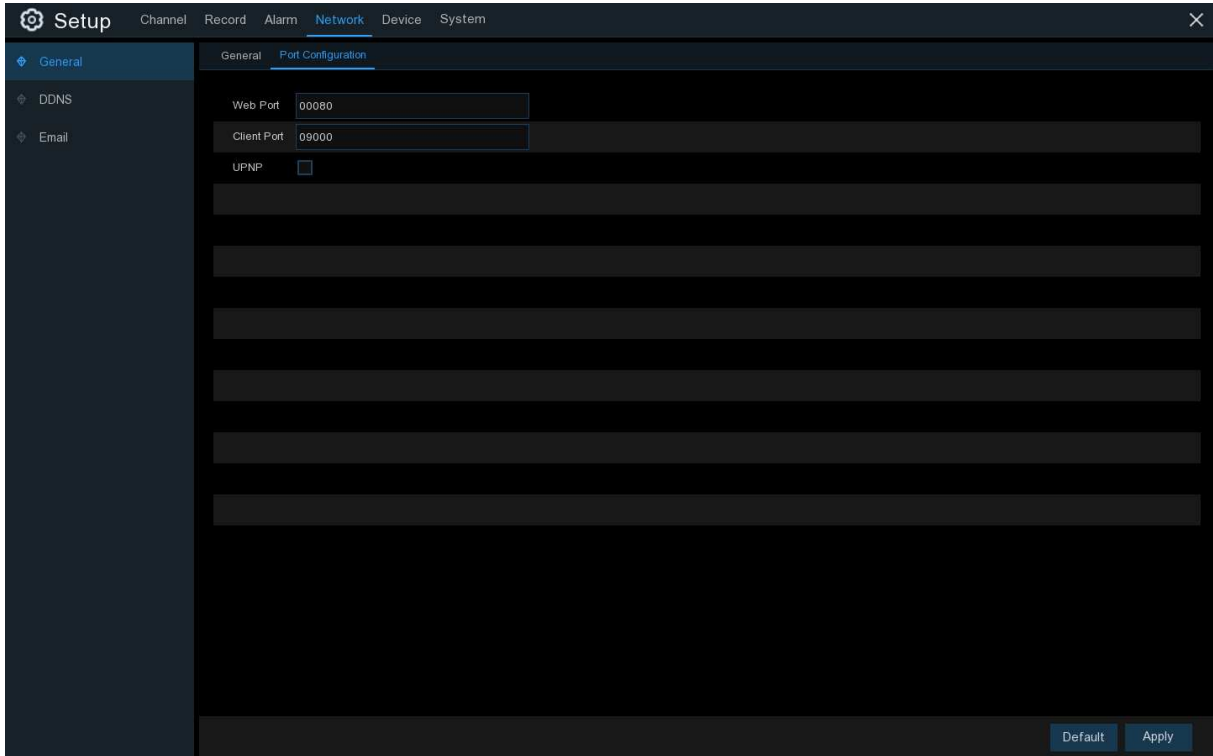 Setup Channel Record Alarm Network Device System
General
DDNS
Email
General Port Configuration
Web Port 00080
Client Port 09000
UPNP
Default Apply